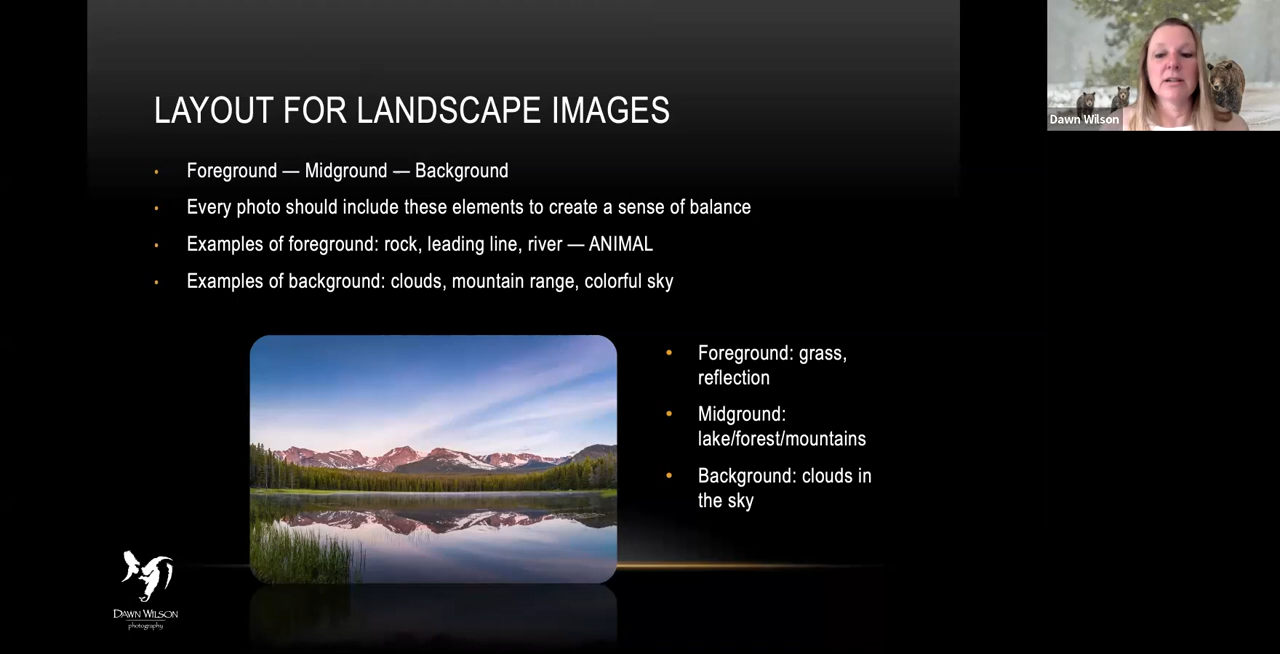 LAYOUT FOR LANDSCAPE IMAGES
Foreground — Midground — Background
Every photo should include these elements to create a sense of balance
Examples of foreground: rock, leading line, river — ANIMAL
Examples of background: clouds, mountain range, colorful sky
Foreground: grass,
reflection
Midground:
lake/forest/mountains
Background: clouds in
the sky
DAWN WILSON
photography
Dawn Wilson